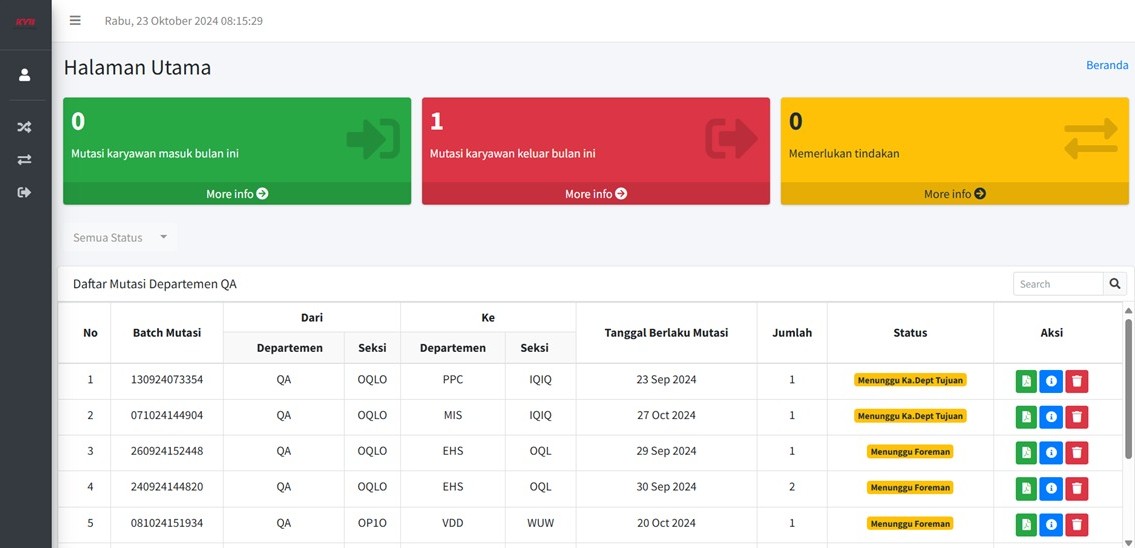 KYB
Rabu, 23 Oktober 2024 08:15:29
Halaman Utama
Beranda
0
Mutasi karyawan masuk bulan ini
More info
1
Mutasi karyawan keluar bulan ini
More info
0
Memerlukan tindakan
More info
Semua Status
Daftar Mutasi Departemen QA
Search
No Batch Mutasi Dari Ke Tanggal Berlaku Mutasi Jumlah Status Aksi
Departemen Seksi Departemen Seksi
1 130924073354 QA OQLO PPC IQIQ 23 Sep 2024 1 Menunggu Ka.Dept Tujuan
2 071024144904 QA OQLO MIS IQIQ 27 Oct 2024 1 Menunggu Ka.Dept Tujuan
3 260924152448 QA OQLO EHS OQL 29 Sep 2024 1 Menunggu Foreman
4 240924144820 QA OQLO EHS OQL 30 Sep 2024 2 Menunggu Foreman
5 081024151934 QA OP1O VDD WUW 20 Oct 2024 1 Menunggu Foreman